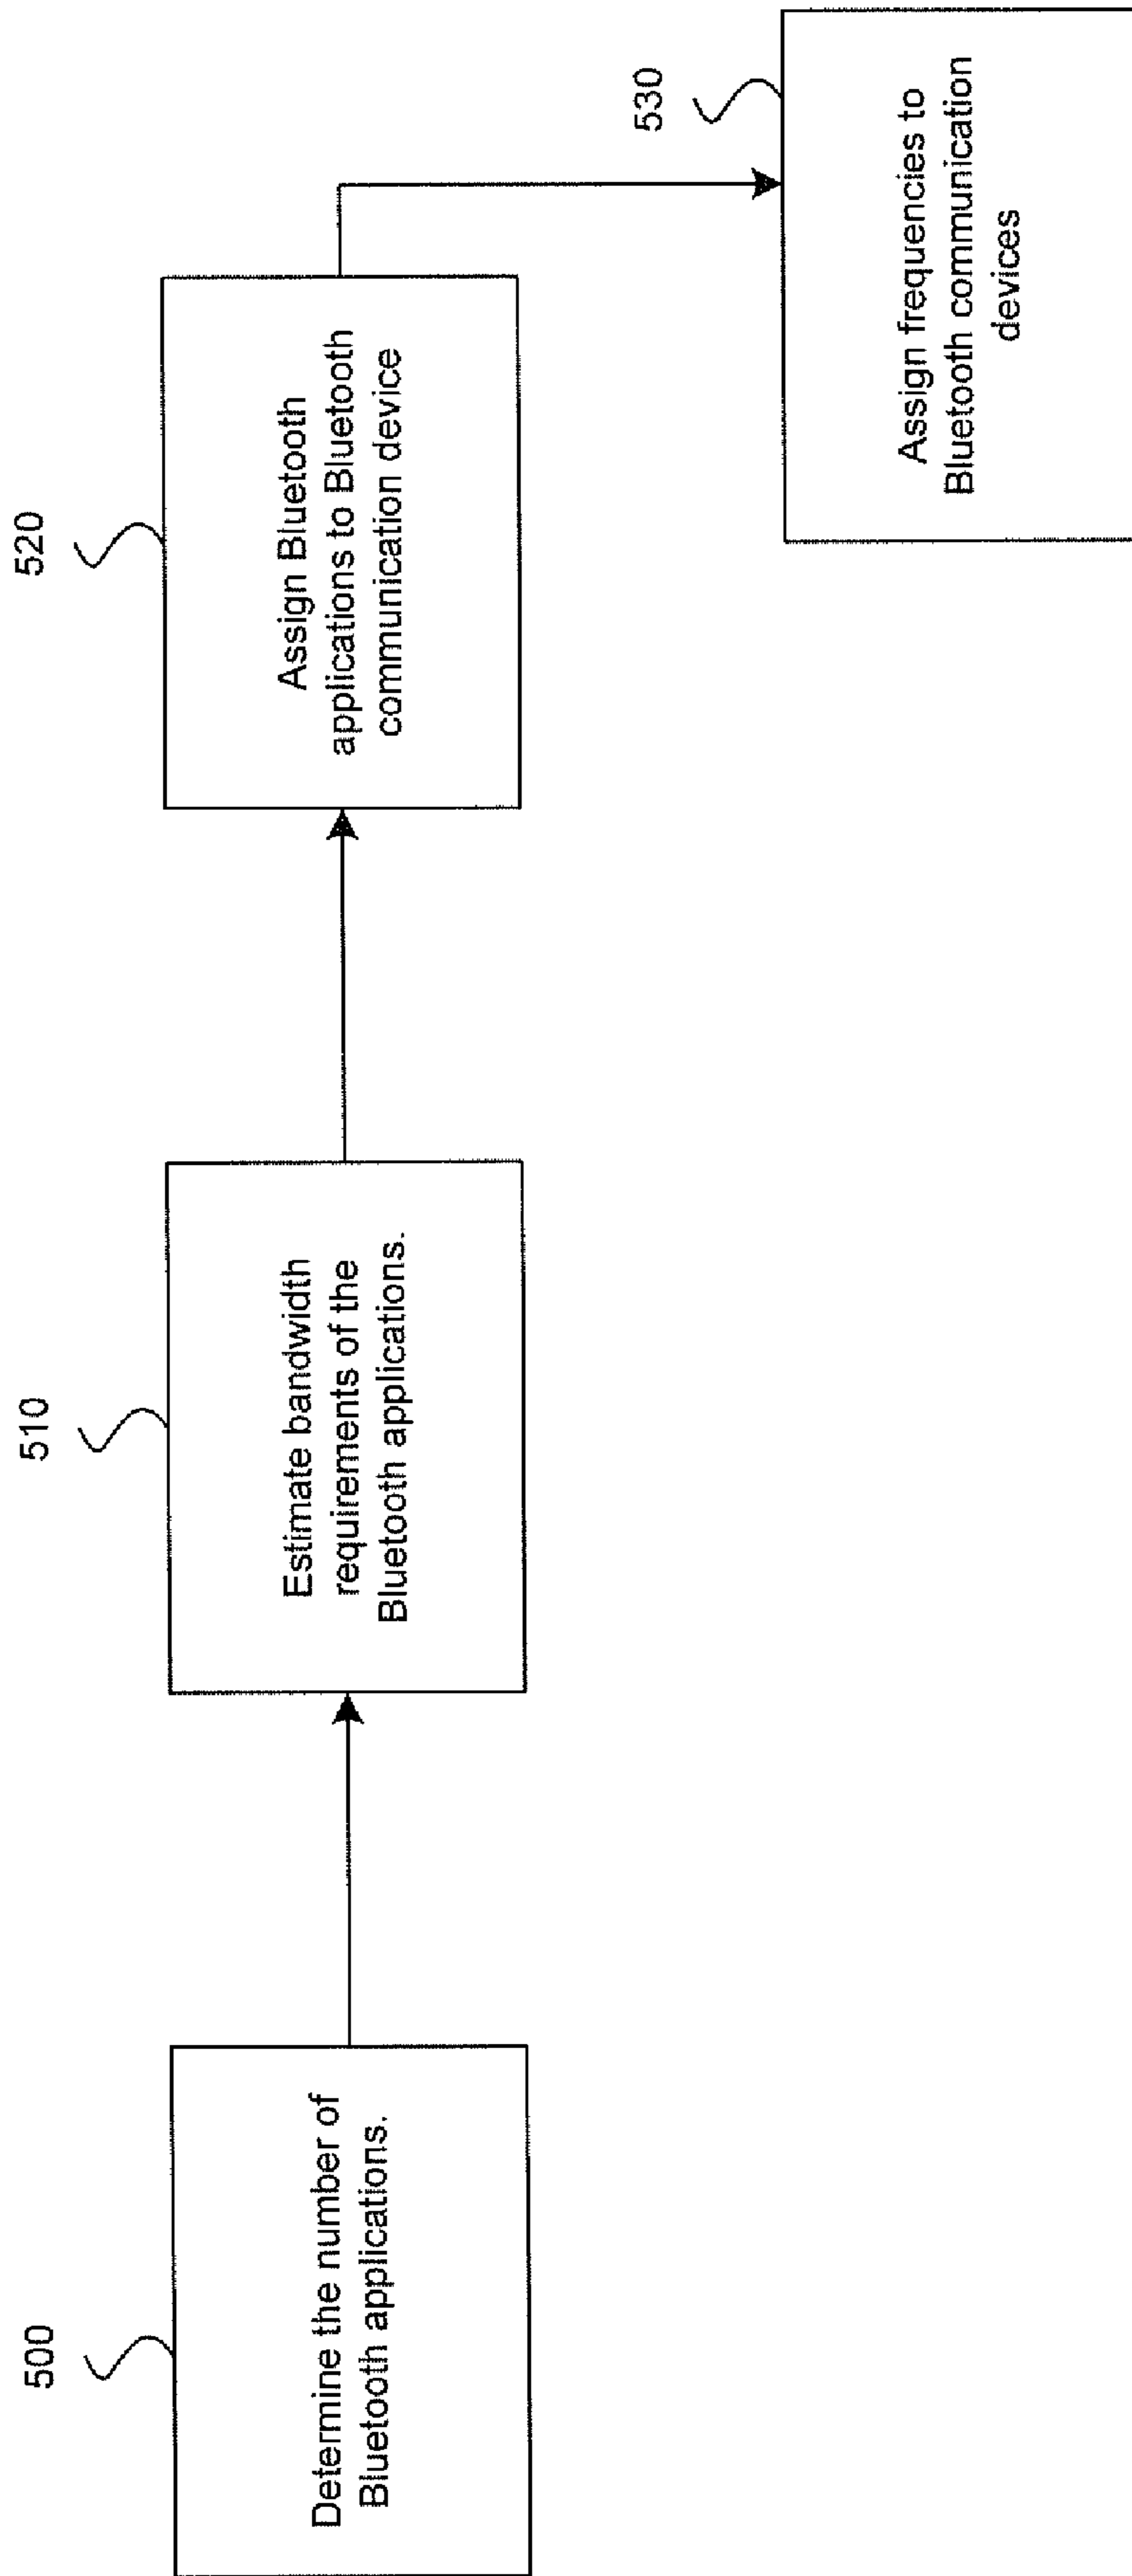 500
Determine the number of
Bluetooth applications.
510
Estimate bandwidth
requirements of the
Bluetooth applications.
520
Assign Bluetooth
applications to Bluetooth
communication device
530
Assign frequencies to
Bluetooth communication
devices